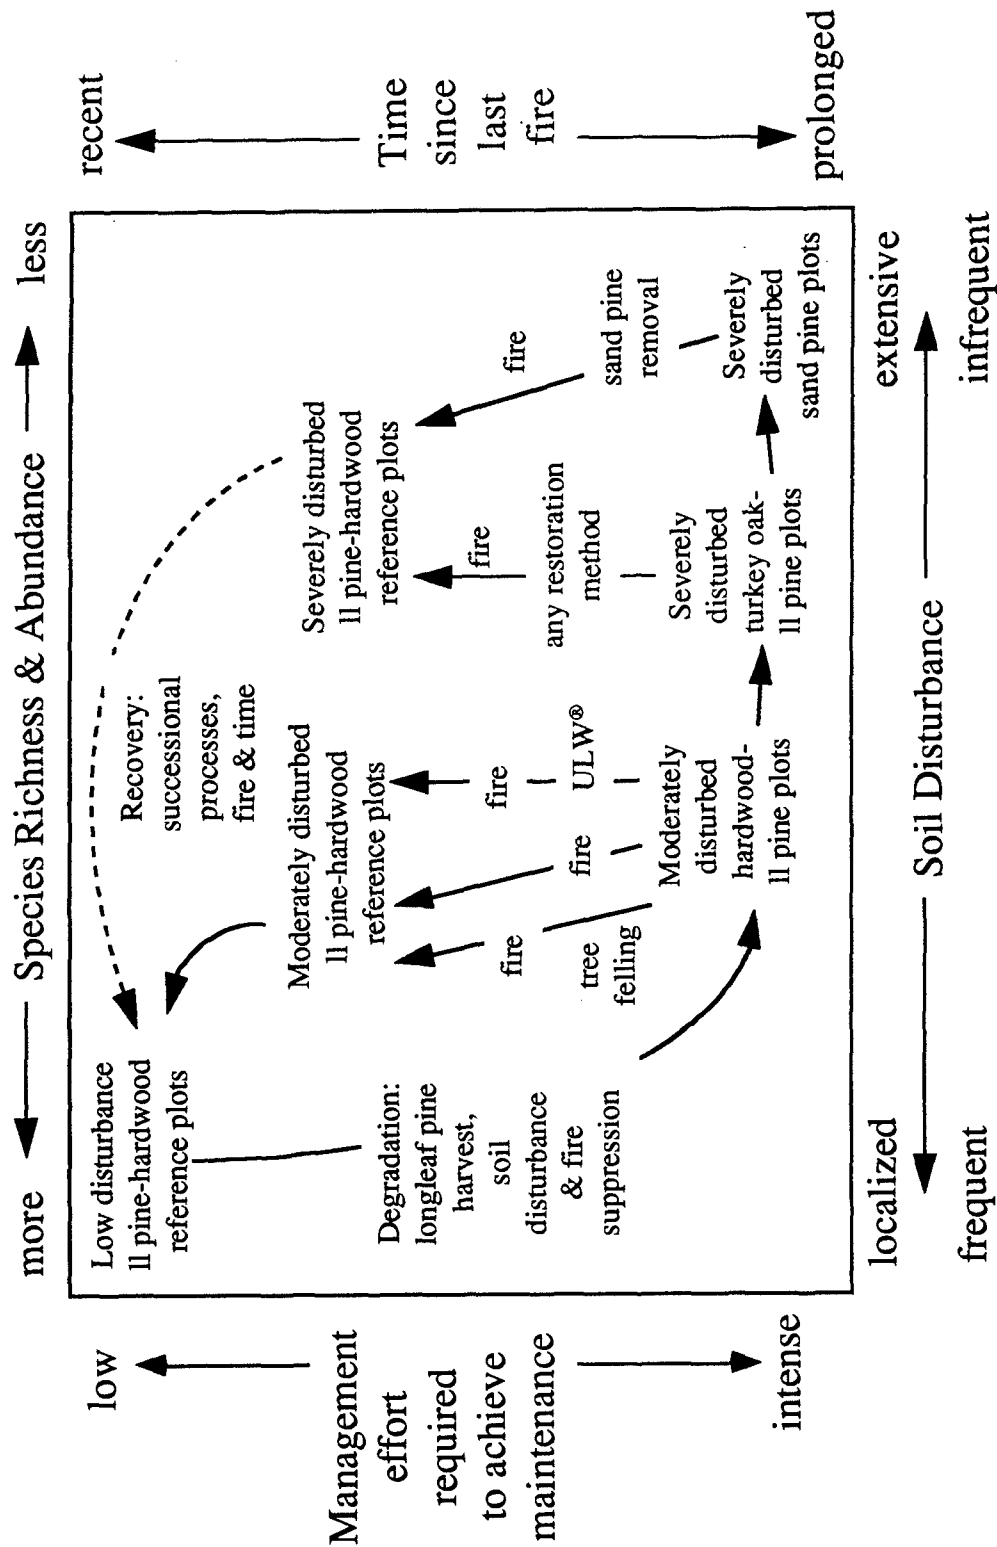 more
Species Richness & Abundance
less
low
Management
effort
required
to achieve
maintenance
intense
recent
Time
since
last
fire
prolonged
Low disturbance
ll pine-hardwood
reference plots
Degradation:
longleaf pine
harvest,
soil
disturbance
& fire
suppression
Recovery:
successional
processes,
fire & time
Moderately disturbed
ll pine-hardwood
reference plots
fire
tree
felling
fire
fire
ULW®
Moderately
disturbed
hardwood-
ll pine plots
Severely disturbed
ll pine-hardwood
reference plots
fire
any restoration
method
Severely
disturbed
turkey oak-
ll pine plots
fire
sand pine
removal
Severely
disturbed
sand pine plots
localized
extensive
Soil Disturbance
frequent
infrequent